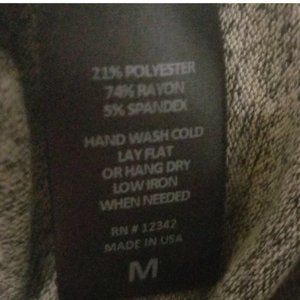 21% POLYESTER
74% RAYON
5% SPANDEX
HAND WASH COLD
LAY FLAT
OR HANG DRY
LOW IRON
WHEN NEEDED
RN # 12342
MADE IN USA
M